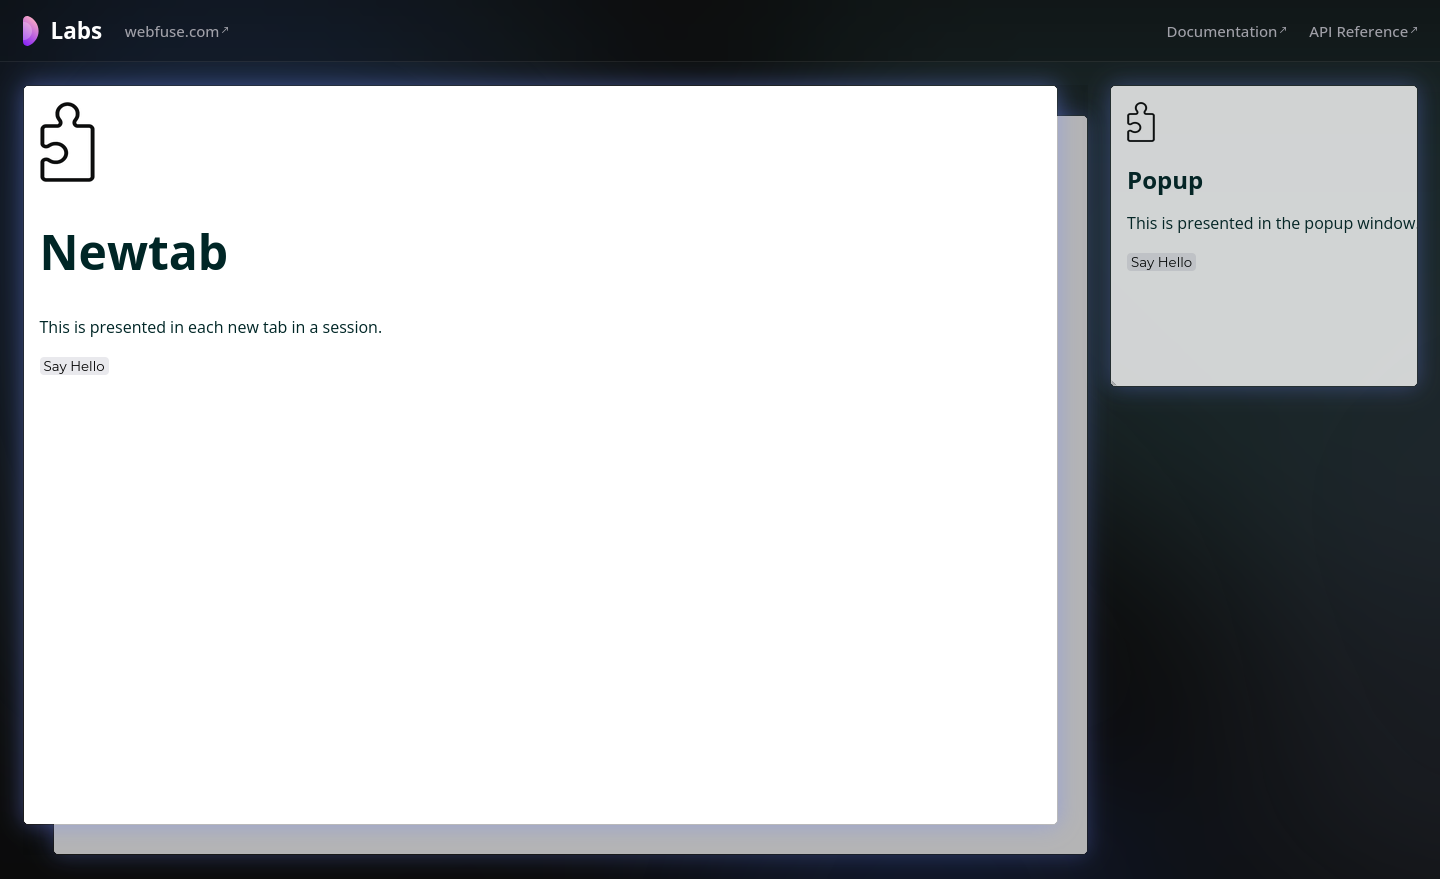 Labs
webfuse.com↗
Documentation↗
API Reference↗
Newtab
This is presented in each new tab in a session.
Say Hello
Popup
This is presented in the popup window.
Say Hello